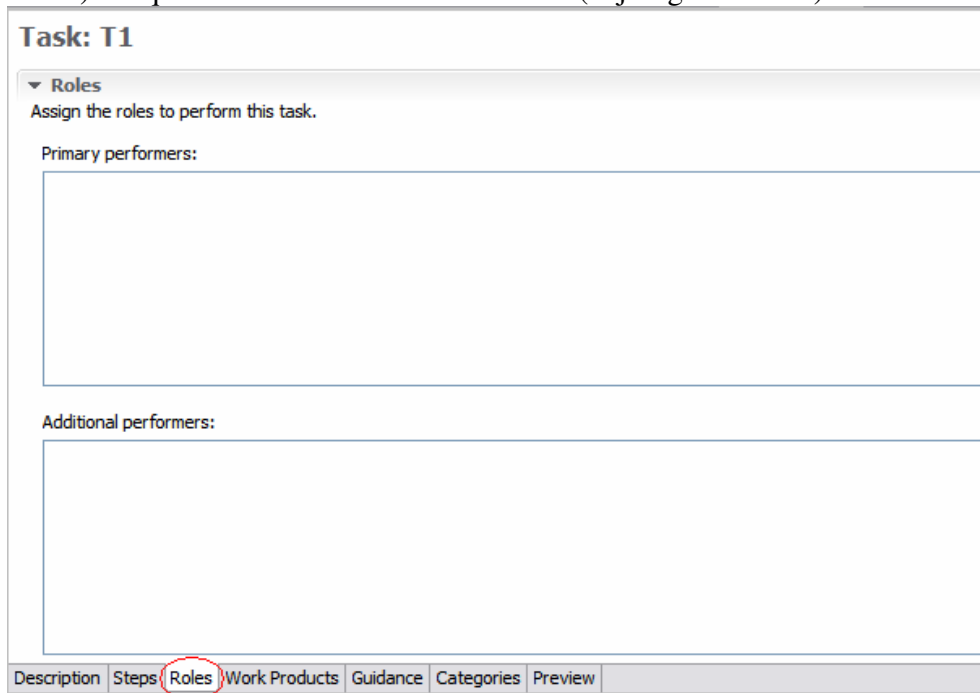 Task: T1
Roles
Assign the roles to perform this task.
Primary performers:
Additional performers:
Description Steps Roles Work Products Guidance Categories Preview